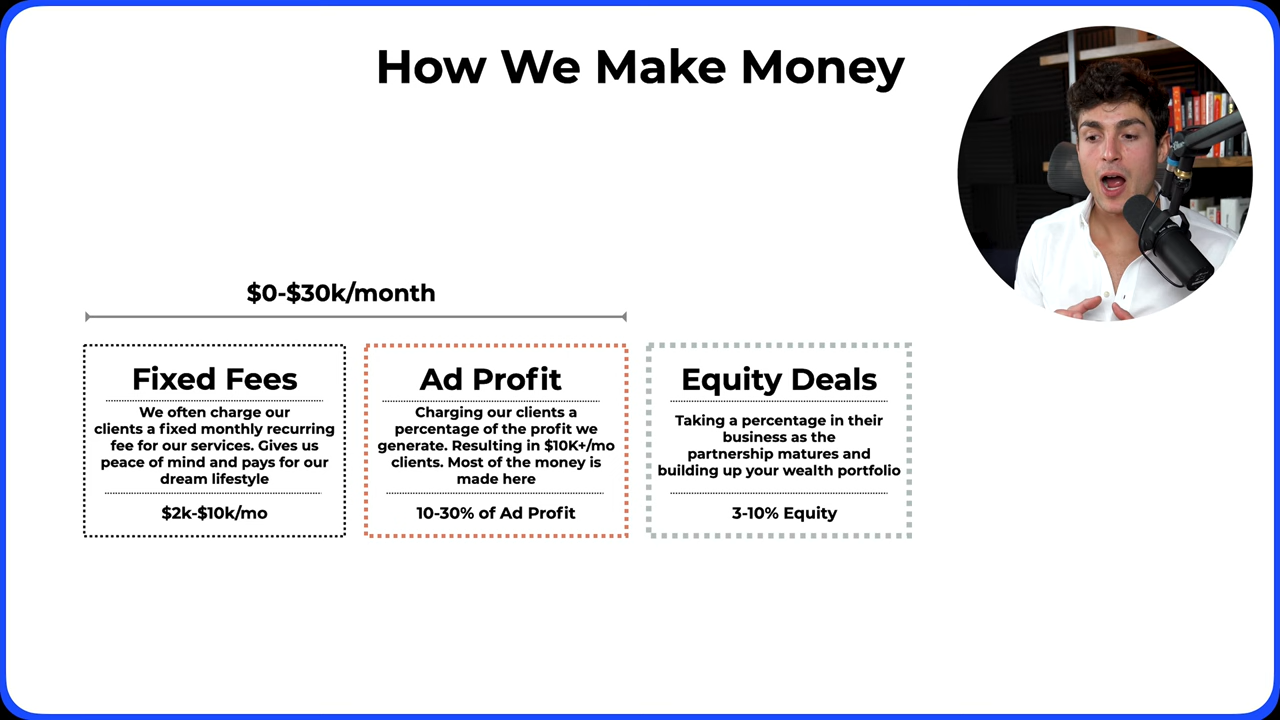 How We Make Money
$0-$30k/month
Fixed Fees
We often charge our
clients a fixed monthly recurring
fee for our services. Gives us
peace of mind and pays for our
dream lifestyle
$2k-$10k/mo
Ad Profit
Charging our clients a
percentage of the profit we
generate. Resulting in $10K+/mo
clients. Most of the money is
made here
10-30% of Ad Profit
Equity Deals
Taking a percentage in their
business as the
partnership matures and
building up your wealth portfolio
3-10% Equity